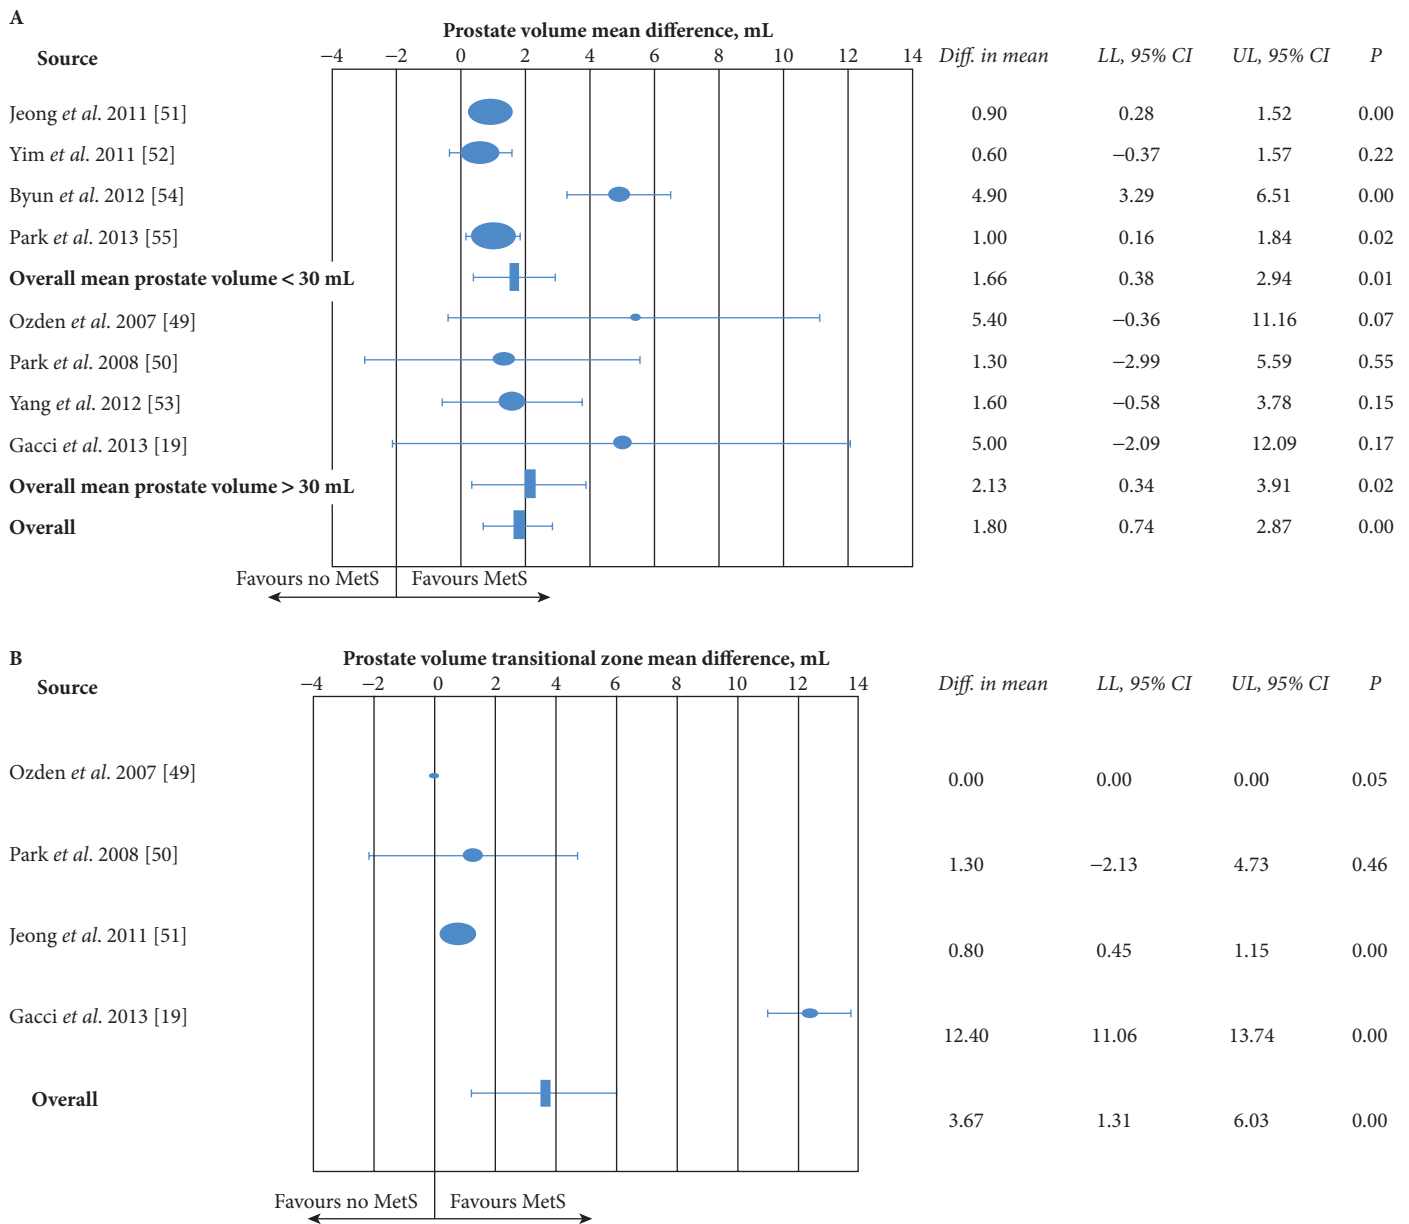 A
Prostate volume mean difference, mL
Source −4 −2 0 2 4 6 8 10 12 14 Diff. in mean LL, 95% CI UL, 95% CI P
Jeong et al. 2011 [51] 0.90 0.28 1.52 0.00
Yim et al. 2011 [52] 0.60 −0.37 1.57 0.22
Byun et al. 2012 [54] 4.90 3.29 6.51 0.00
Park et al. 2013 [55] 1.00 0.16 1.84 0.02
Overall mean prostate volume < 30 mL 1.66 0.38 2.94 0.01
Ozden et al. 2007 [49] 5.40 −0.36 11.16 0.07
Park et al. 2008 [50] 1.30 −2.99 5.59 0.55
Yang et al. 2012 [53] 1.60 −0.58 3.78 0.15
Gacci et al. 2013 [19] 5.00 −2.09 12.09 0.17
Overall mean prostate volume > 30 mL 2.13 0.34 3.91 0.02
Overall 1.80 0.74 2.87 0.00
Favours no MetS Favours MetS
B Prostate volume transitional zone mean difference, mL
Source −4 −2 0 2 4 6 8 10 12 14 Diff. in mean LL, 95% CI UL, 95% CI P
Ozden et al. 2007 [49] 0.00 0.00 0.00 0.05
Park et al. 2008 [50] 1.30 −2.13 4.73 0.46
Jeong et al. 2011 [51] 0.80 0.45 1.15 0.00
Gacci et al. 2013 [19] 12.40 11.06 13.74 0.00
Overall 3.67 1.31 6.03 0.00
Favours no MetS Favours MetS